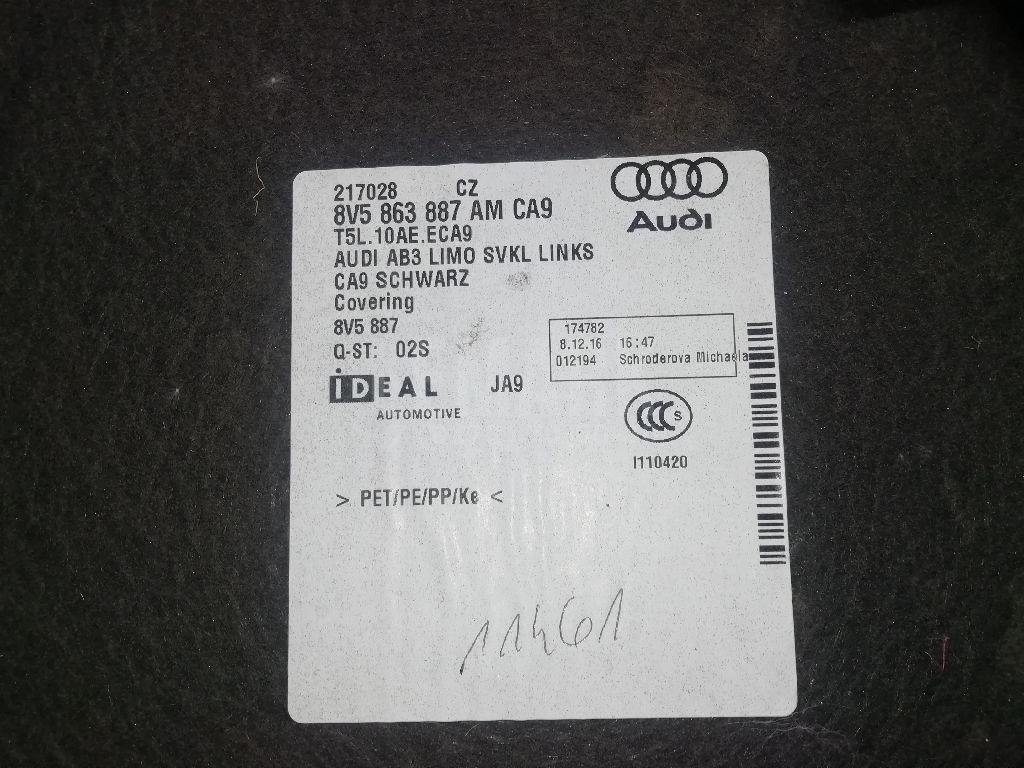 217028 CZ
8V5 863 887 AM CA9
T5L.10AE.ECA9
AUDI AB3 LIMO SVKL LINKS
CA9 SCHWARZ
Covering
8V5 887
Q-ST: 02S
IDEAL JA9
AUTOMOTIVE
Audi
174782
8.12.16 16:47
012194 Schroderova Michaela
CCC S
I110420
> PET/PE/PP/Ke <
11461